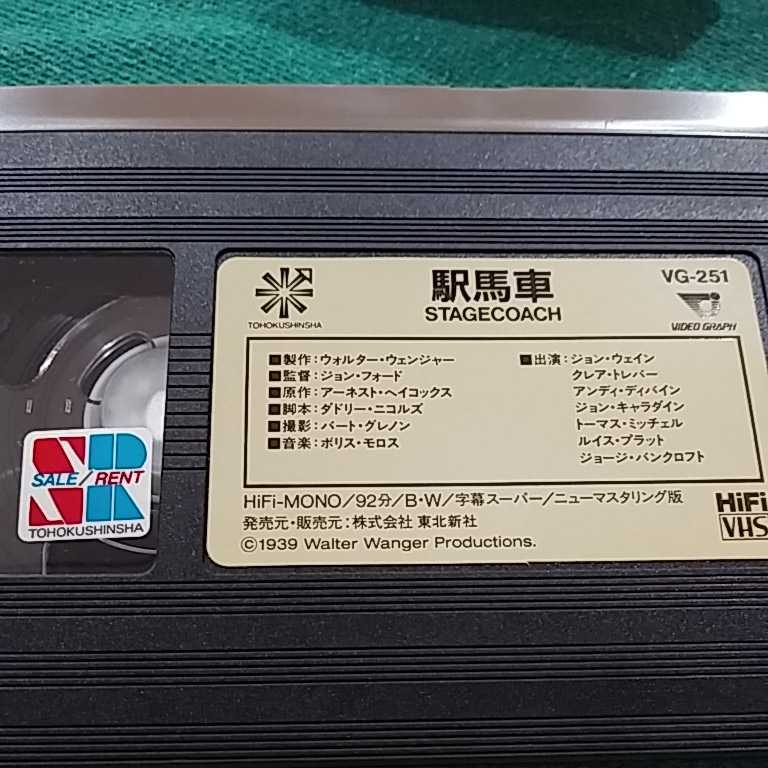 TOHOKUSHINSHA
駅馬車
STAGECOACH
VG-251
VIDEO GRAPH
■製作：ウォルター・ウェンジャー
■監督：ジョン・フォード
■原作：アーネスト・ヘイコックス
■脚本：ダドリー・ニコルズ
■撮影：バート・グレノン
■音楽：ボリス・モロス
■出演：ジョン・ウェイン
クレア・トレバー
アンディ・ディバイン
ジョン・キャラダイン
トーマス・ミッチェル
ルイス・プラット
ジョージ・バンクロフト
HiFi-MONO/92分/B・W/字幕スーパー/ニューマスタリング版
発売元・販売元：株式会社 東北新社
©1939 Walter Wanger Productions.
HiFi
VHS
SR
SALE/RENT
TOHOKUSHINSHA